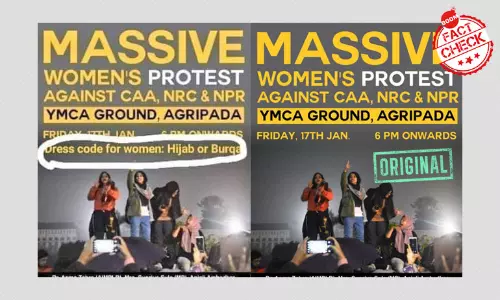 MASSIVE
WOMEN'S PROTEST
AGAINST CAA, NRC & NPR
YMCA GROUND, AGRIPADA
FRIDAY, 17TH JAN 6 PM ONWARDS
Dress code for women: Hijab or Burqa
MASSIVE
WOMEN'S PROTEST
AGAINST CAA, NRC & NPR
YMCA GROUND, AGRIPADA
FRIDAY, 17TH JAN 6 PM ONWARDS
ORIGINAL
BOOM
FACT
CHECK